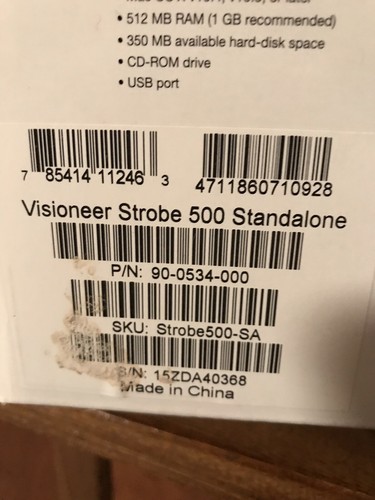 • 512 MB RAM (1 GB recommended)
• 350 MB available hard-disk space
• CD-ROM drive
• USB port
7 85414 11246 3
4711860710928
Visioneer Strobe 500 Standalone
P/N: 90-0534-000
SKU: Strobe500-SA
S/N: 15ZDA40368
Made in China